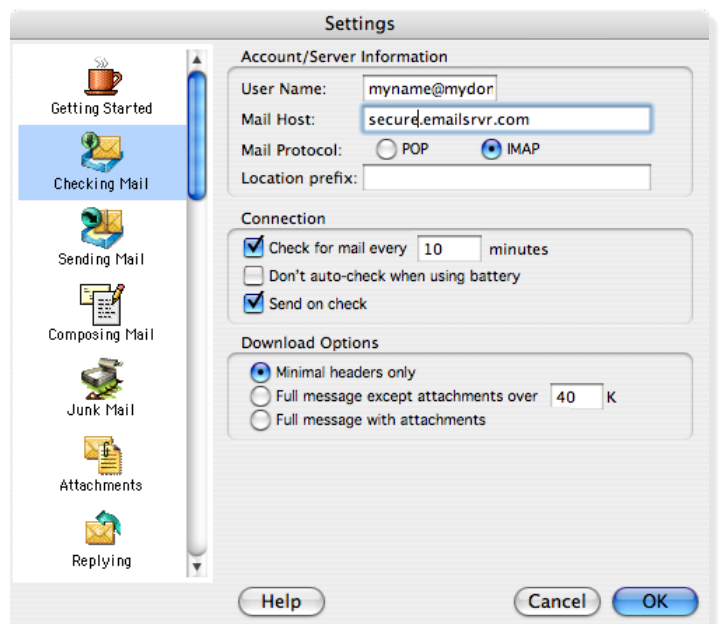 Settings
Getting Started
Checking Mail
Sending Mail
Composing Mail
Junk Mail
Attachments
Replying
Account/Server Information
User Name: myname@mydor
Mail Host: secure.emailsrvr.com
Mail Protocol: POP IMAP
Location prefix:
Connection
Check for mail every 10 minutes
Don't auto-check when using battery
Send on check
Download Options
Minimal headers only
Full message except attachments over 40 K
Full message with attachments
Help Cancel OK